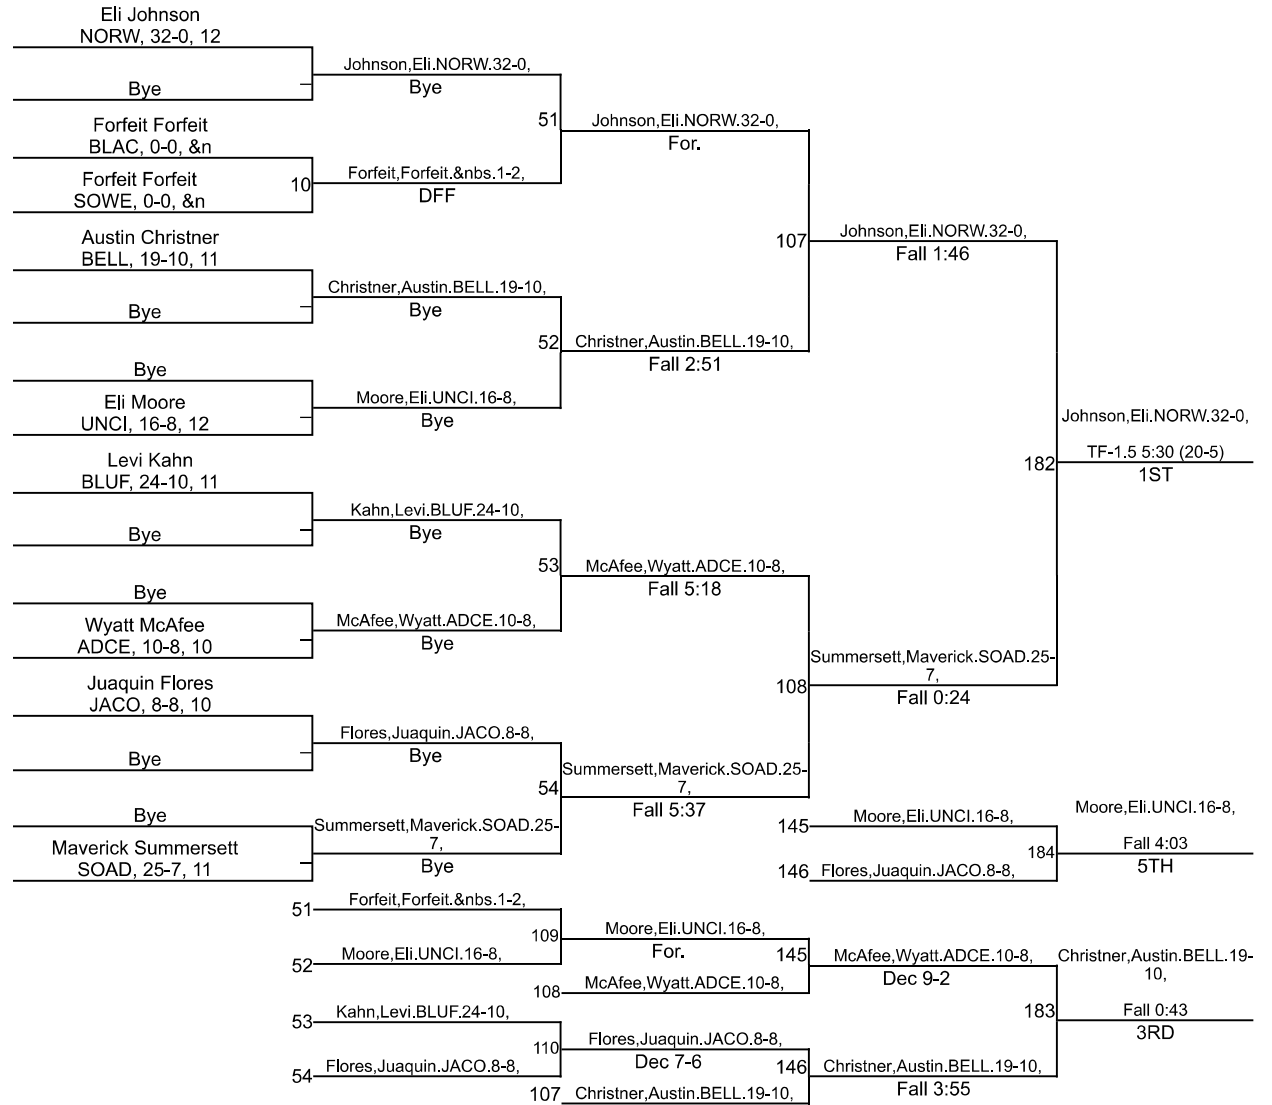 Eli Johnson
NORW, 32-0, 12
Bye
Forfeit Forfeit
BLAC, 0-0, &n
Forfeit Forfeit
SOWE, 0-0, &n
Austin Christner
BELL, 19-10, 11
Bye
Bye
Eli Moore
UNCI, 16-8, 12
Levi Kahn
BLUF, 24-10, 11
Bye
Bye
Wyatt McAfee
ADCE, 10-8, 10
Juaquin Flores
JACO, 8-8, 10
Bye
Bye
Maverick Summersett
SOAD, 25-7, 11
10
Johnson,Eli.NORW.32-0,
Bye
Forfeit,Forfeit.&nbs.1-2,
DFF
Christner,Austin.BELL.19-10,
Bye
Moore,Eli.UNCI.16-8,
Bye
Kahn,Levi.BLUF.24-10,
Bye
McAfee,Wyatt.ADCE.10-8,
Bye
Flores,Juaquin.JACO.8-8,
Bye
Summersett,Maverick.SOAD.25-
7,
Bye
51
52
53
54
Johnson,Eli.NORW.32-0,
For.
Christner,Austin.BELL.19-10,
Fall 2:51
McAfee,Wyatt.ADCE.10-8,
Fall 5:18
Summersett,Maverick.SOAD.25-
7,
Fall 5:37
107
108
Johnson,Eli.NORW.32-0,
Fall 1:46
Summersett,Maverick.SOAD.25-
7,
Fall 0:24
182
Johnson,Eli.NORW.32-0,
TF-1.5 5:30 (20-5)
1ST
145
Moore,Eli.UNCI.16-8,
146
Flores,Juaquin.JACO.8-8,
184
Moore,Eli.UNCI.16-8,
Fall 4:03
5TH
51
Forfeit,Forfeit.&nbs.1-2,
52
Moore,Eli.UNCI.16-8,
53
Kahn,Levi.BLUF.24-10,
54
Flores,Juaquin.JACO.8-8,
109
Moore,Eli.UNCI.16-8,
For.
108
McAfee,Wyatt.ADCE.10-8,
110
Flores,Juaquin.JACO.8-8,
Dec 7-6
107
Christner,Austin.BELL.19-10,
145
McAfee,Wyatt.ADCE.10-8,
Dec 9-2
146
Christner,Austin.BELL.19-10,
Fall 3:55
183
Christner,Austin.BELL.19-
10,
Fall 0:43
3RD